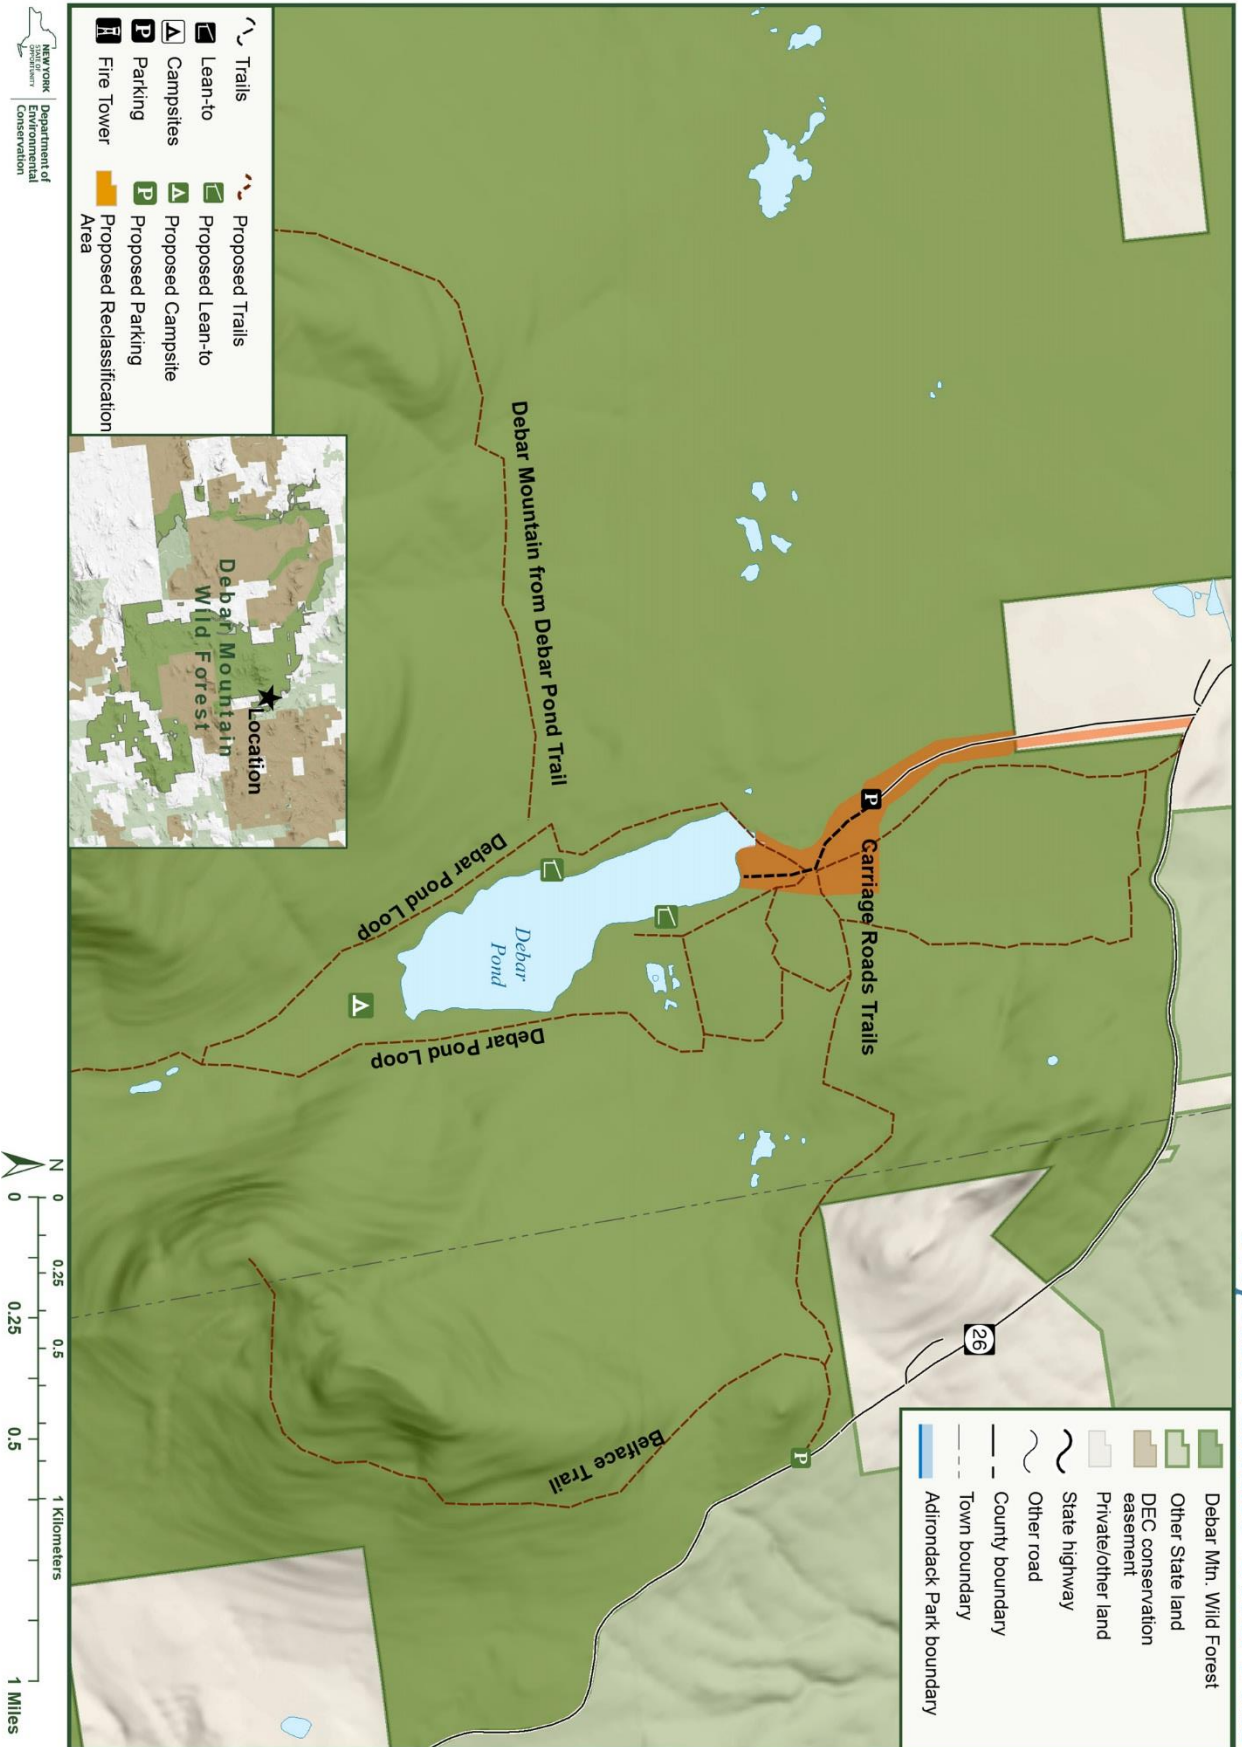 Trails
Lean-to
Campsites
Parking
Fire Tower
Proposed Trails
Proposed Lean-to
Proposed Campsite
Proposed Parking
Proposed Reclassification
Area
P
P
NEW YORK
STATE OF
OPPORTUNITY
Department of
Environmental
Conservation
Debar Mountain
Wild Forest
Location
Debar Mountain from Debar Pond Trail
Debar Pond Loop
Debar
Pond
Debar Pond Loop
P
Carriage Roads Trails
Belface Trail
P
26
Debar Mtn. Wild Forest
Other State land
DEC conservation
easement
Private/other land
State highway
Other road
County boundary
Town boundary
Adirondack Park boundary
N
0 0.25 0.5 1 Kilometers
0 0.25 0.5 1 Miles